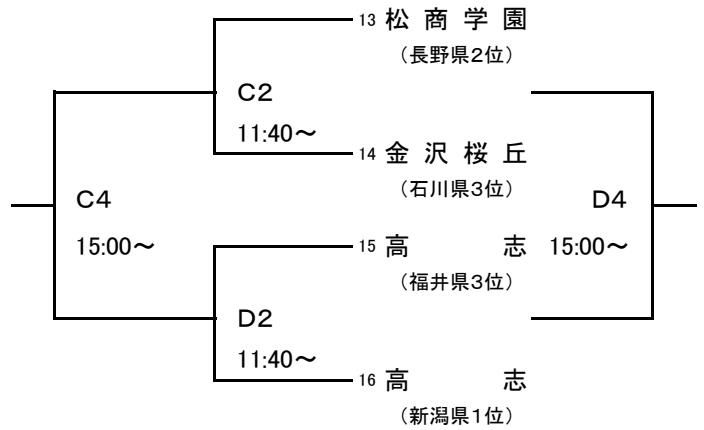 13 松商学園
（長野県2位）
C2
11:40～
14 金沢桜丘
（石川県3位）
C4
D4
15:00～
15 高志
15:00～
（福井県3位）
D2
11:40～
16 高志
（新潟県1位）